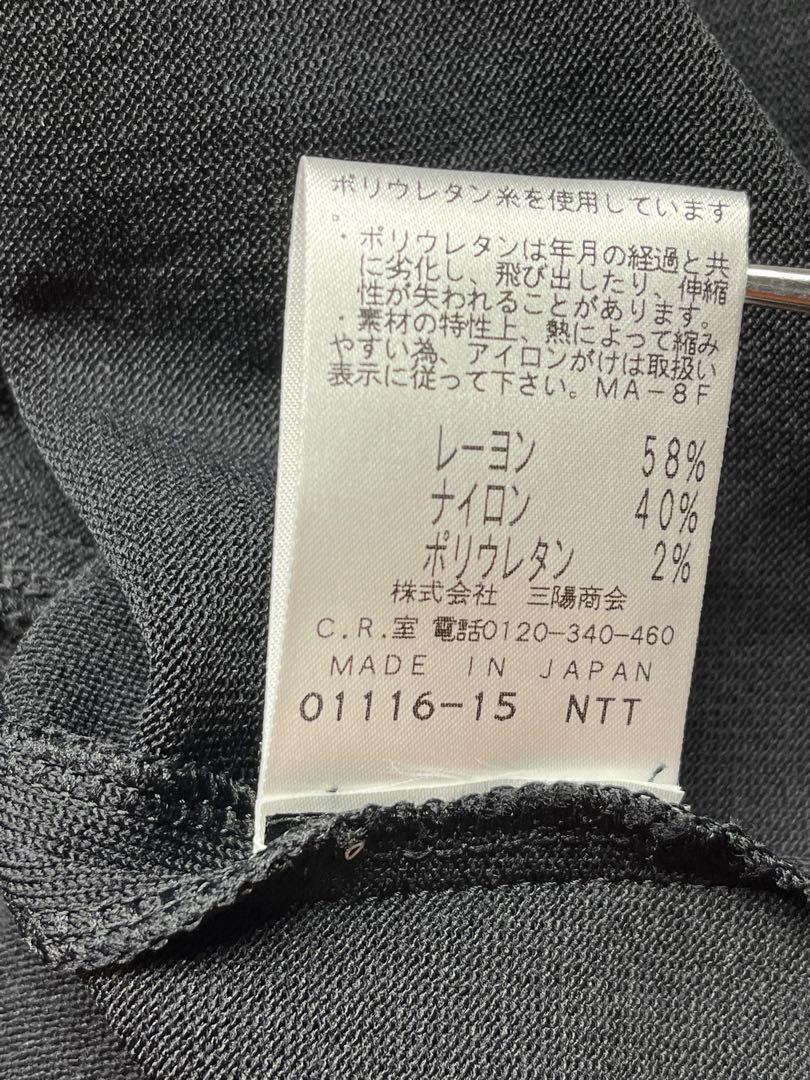 ポリウレタン糸を使用しています
。
・ポリウレタンは年月の経過と共
に劣化し、飛び出したり、伸縮
性が失われることがあります。
・素材の特性上、熱によって縮み
やすい為、アイロンがけは取扱い
表示に従って下さい。MA-8F
レーヨン 58%
ナイロン 40%
ポリウレタン 2%
株式会社 三陽商会
C.R.室 電話0120-340-460
MADE IN JAPAN
01116-15 NTT